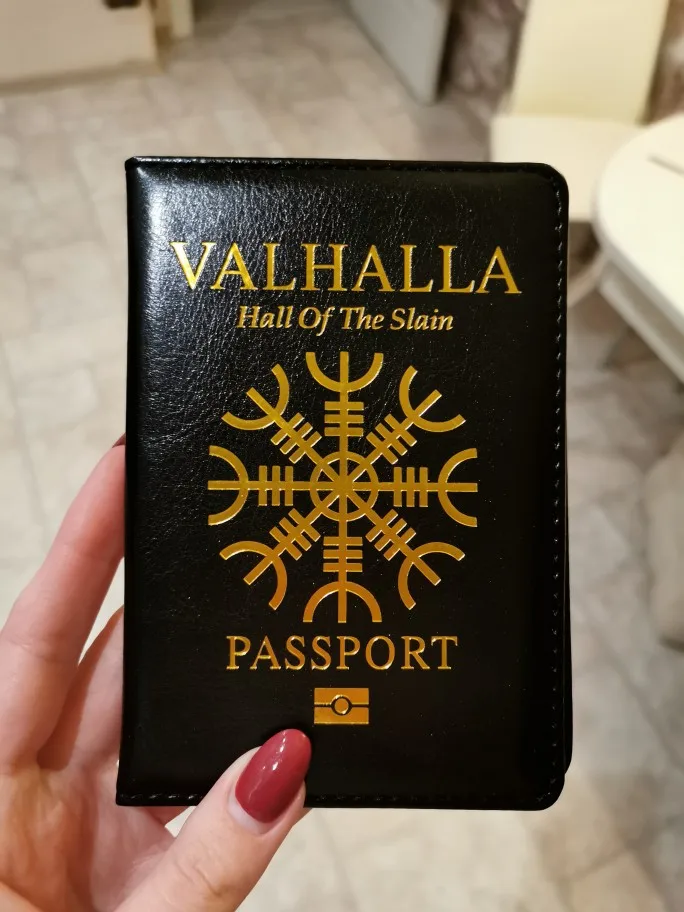 VALHALLA
Hall Of The Slain
PASSPORT